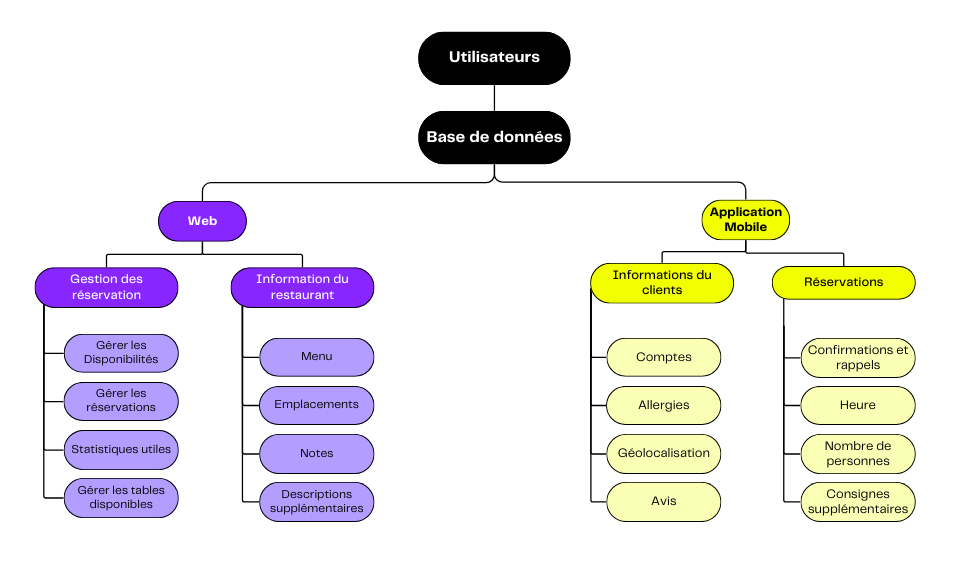 Utilisateurs
Base de données
Web
Application
Mobile
Gestion des
réservation
Information du
restaurant
Informations du
clients
Réservations
Gérer les
Disponibilités
Gérer les
réservations
Statistiques utiles
Gérer les tables
disponibles
Menu
Emplacements
Notes
Descriptions
supplémentaires
Comptes
Allergies
Géolocalisation
Avis
Confirmations et
rappels
Heure
Nombre de
personnes
Consignes
supplémentaires